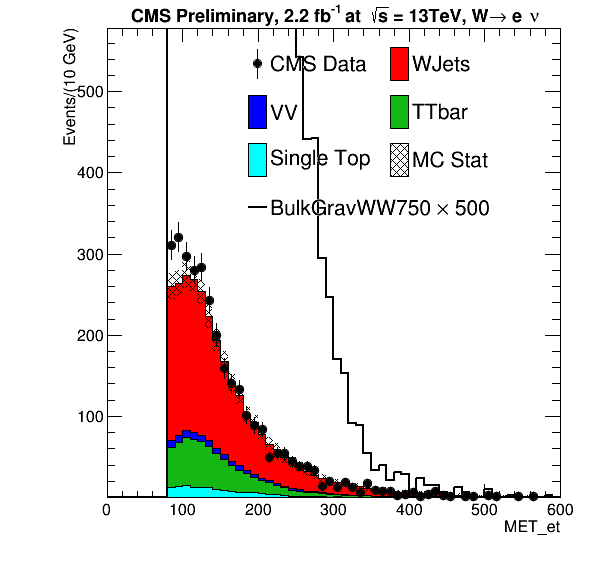 CMS Preliminary, 2.2 fb⁻¹ at √s = 13TeV, W→ e ν
Events/(10 GeV)
CMS Data
WJets
VV
TTbar
Single Top
MC Stat
BulkGravWW750 × 500
500
400
300
200
100
0 100 200 300 400 500 600
MET_et